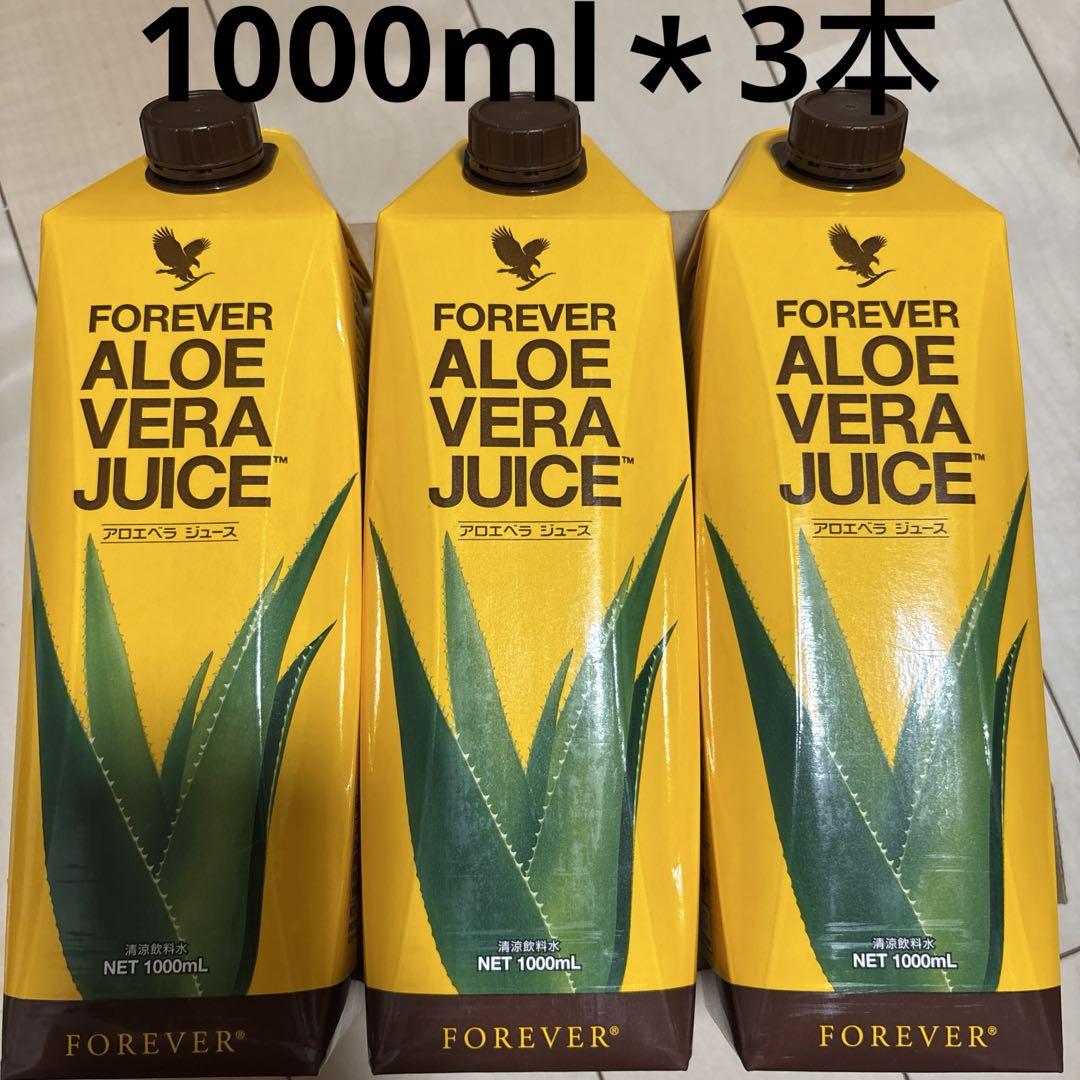 1000ml＊3本
FOREVER
ALOE
VERA
JUICE™
アロエベラ ジュース
清涼飲料水
NET 1000mL
FOREVER®
FOREVER
ALOE
VERA
JUICE™
アロエベラ ジュース
清涼飲料水
NET 1000mL
FOREVER®
FOREVER
ALOE
VERA
JUICE™
アロエベラ ジュース
清涼飲料水
NET 1000mL
FOREVER®